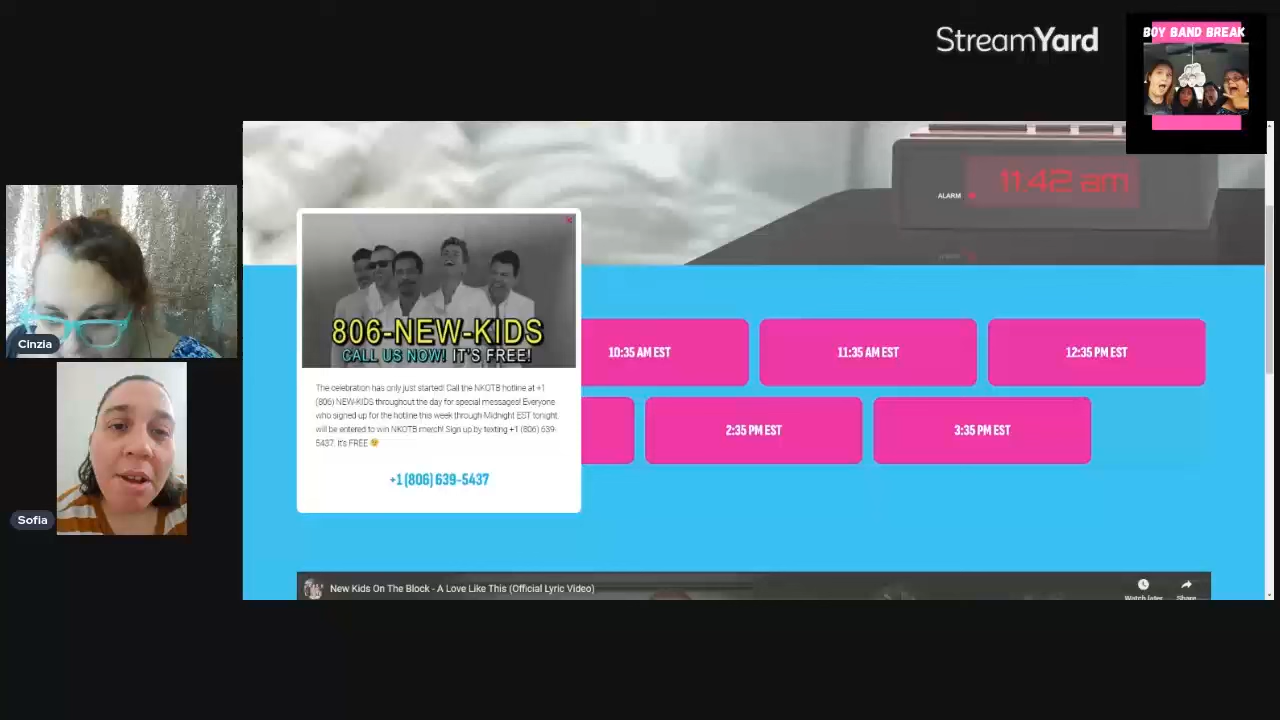 StreamYard
BOY BAND BREAK
11:42 am
ALARM
806-NEW-KIDS
CALL US NOW! IT'S FREE!
The celebration has only just started! Call the NKOTB hotline at +1
(806) NEW-KIDS throughout the day for special messages! Everyone
who signed up for the hotline this week through Midnight EST tonight
will be entered to win NKOTB merch! Sign up by texting +1 (806) 639-
5437. It's FREE 😉
+1 (806) 639-5437
10:35 AM EST
11:35 AM EST
12:35 PM EST
2:35 PM EST
3:35 PM EST
Cinzia
Sofia
New Kids On The Block - A Love Like This (Official Lyric Video)
Watch later
Share